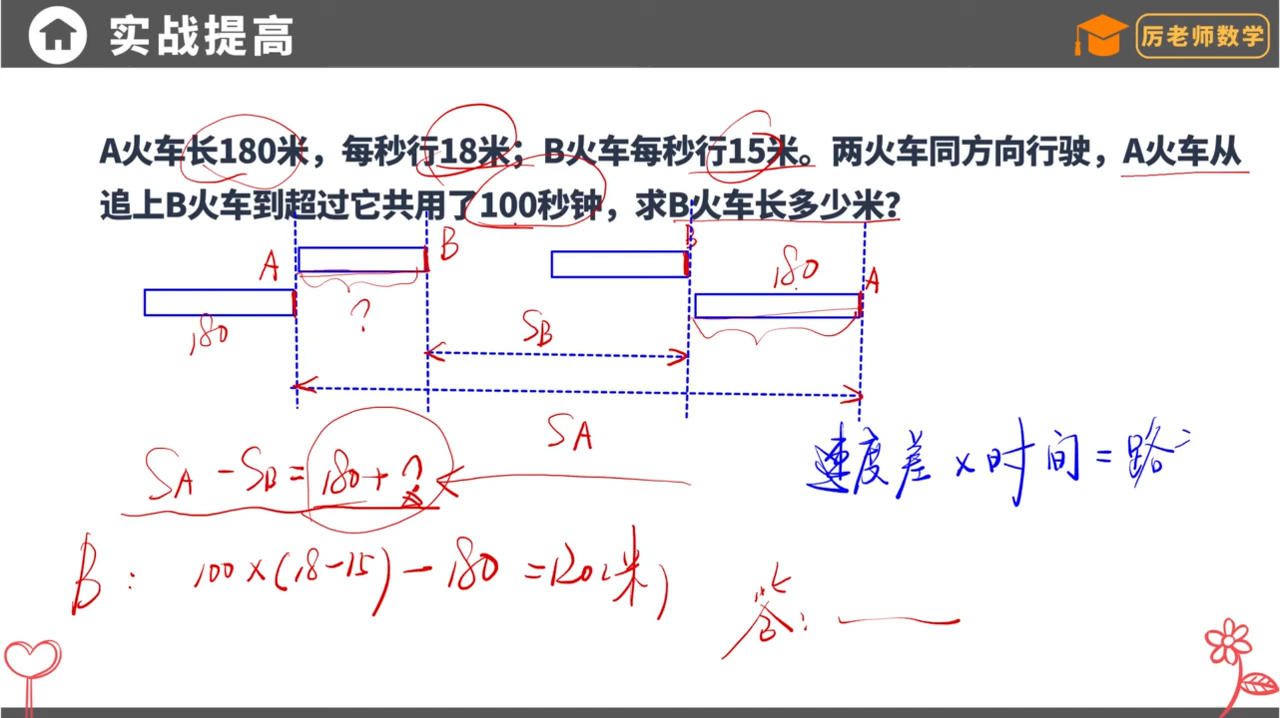 实战提高
厉老师数学
A火车长180米，每秒行18米；B火车每秒行15米。两火车同方向行驶，A火车从
追上B火车到超过它共用了100秒钟，求B火车长多少米？
A
B
B
180
A
180
?
SB
SA
SA-SB=180+?
速度差×时间=路
B：100×(18-15)-180=120(米)
答：